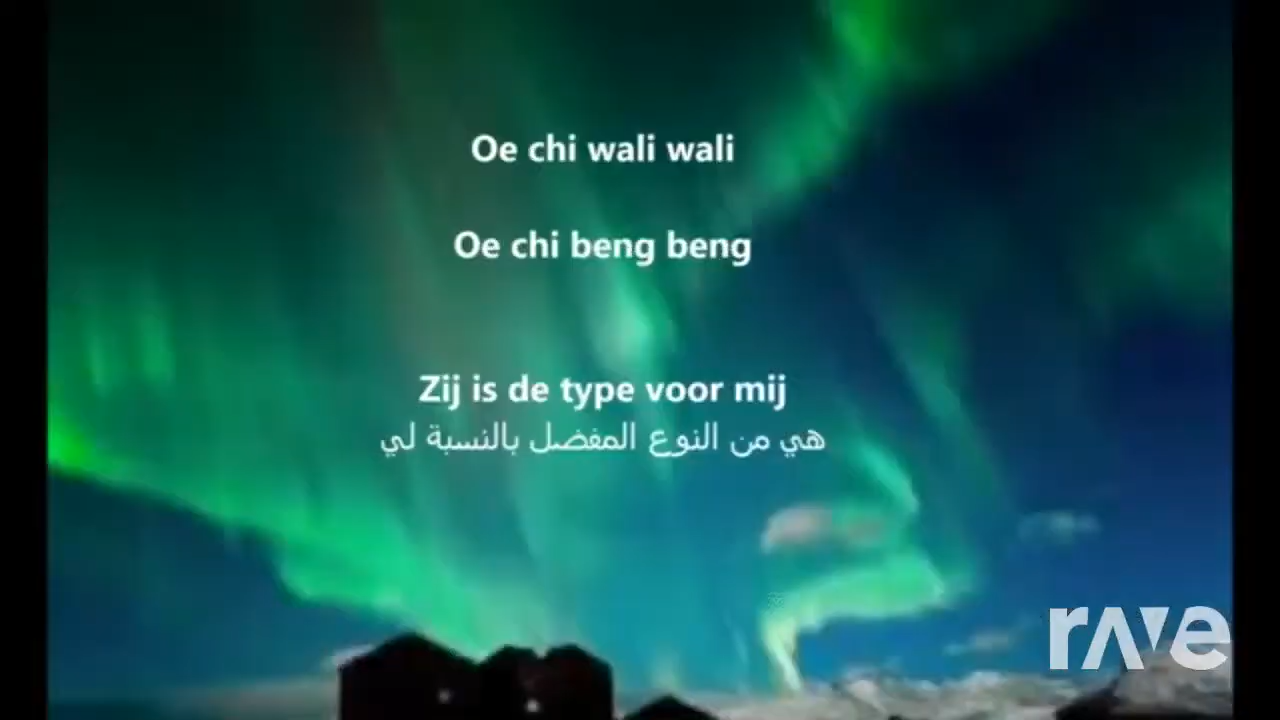 Oe chi wali wali
Oe chi beng beng
Zij is de type voor mij
هي من النوع المفضل بالنسبة لي
rave